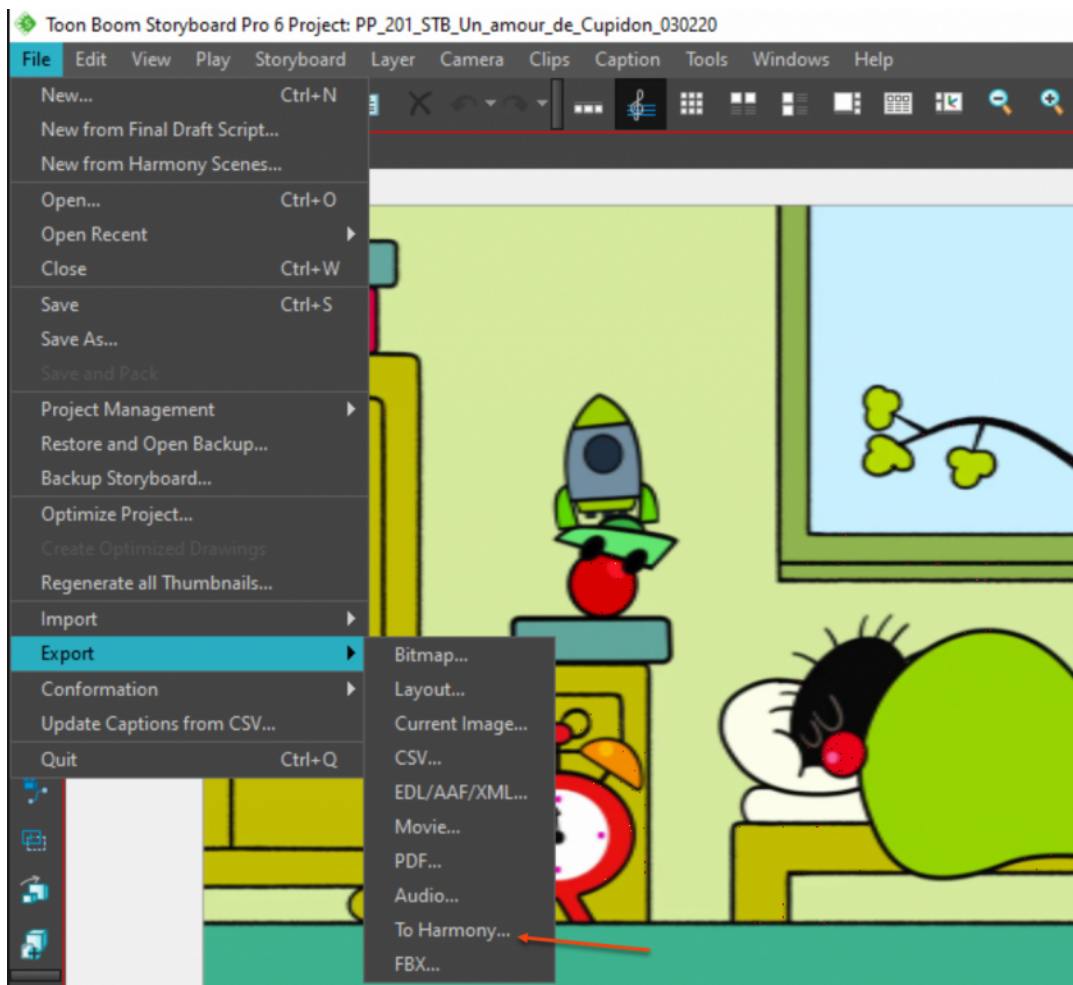 Toon Boom Storyboard Pro 6 Project: PP_201_STB_Un_amour_de_Cupidon_030220
File Edit View Play Storyboard Layer Camera Clips Caption Tools Windows Help
New... Ctrl+N
New from Final Draft Script...
New from Harmony Scenes...
Open... Ctrl+O
Open Recent
Close Ctrl+W
Save Ctrl+S
Save As...
Save and Pack
Project Management
Restore and Open Backup...
Backup Storyboard...
Optimize Project...
Create Optimized Drawings
Regenerate all Thumbnails...
Import
Export
Conformation
Update Captions from CSV...
Quit Ctrl+Q
Bitmap...
Layout...
Current Image...
CSV...
EDL/AAF/XML...
Movie...
PDF...
Audio...
To Harmony...
FBX...